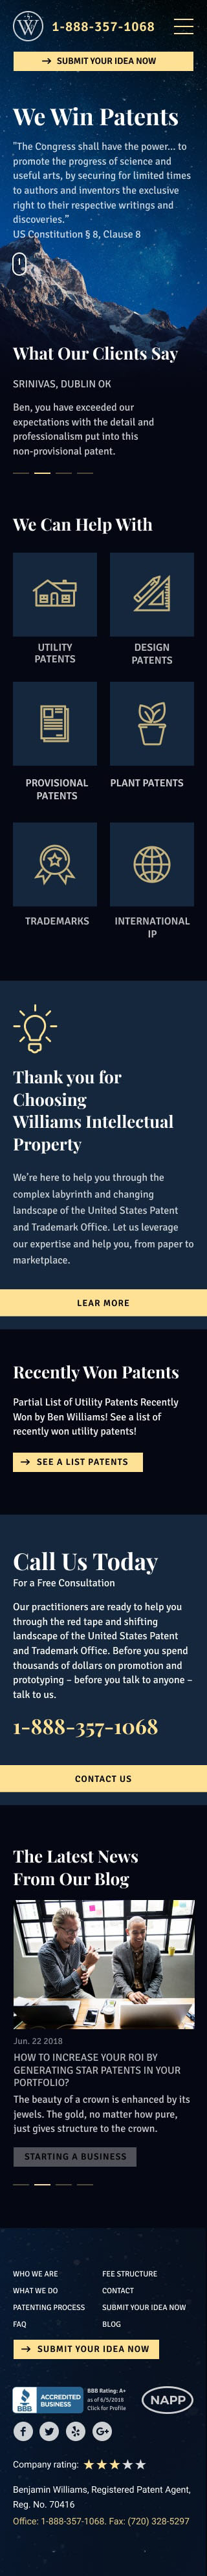 1-888-357-1068
SUBMIT YOUR IDEA NOW
We Win Patents
"The Congress shall have the power... to
promote the progress of science and
useful arts, by securing for limited times
to authors and inventors the exclusive
right to their respective writings and
discoveries."
US Constitution § 8, Clause 8
What Our Clients Say
SRINIVAS, DUBLIN OK
Ben, you have exceeded our
expectations with the detail and
professionalism put into this
non-provisional patent.
We Can Help With
UTILITY
PATENTS
DESIGN
PATENTS
PROVISIONAL
PATENTS
PLANT PATENTS
TRADEMARKS
INTERNATIONAL
IP
Thank you for
Choosing
Williams Intellectual
Property
We're here to help you through the
complex labyrinth and changing
landscape of the United States Patent
and Trademark Office. Let us leverage
our expertise and help you, from paper to
marketplace.
LEAR MORE
Recently Won Patents
Partial List of Utility Patents Recently
Won by Ben Williams! See a list of
recently won utility patents!
SEE A LIST PATENTS
Call Us Today
For a Free Consultation
Our practitioners are ready to help you
through the red tape and shifting
landscape of the United States Patent
and Trademark Office. Before you spend
thousands of dollars on promotion and
prototyping – before you talk to anyone –
talk to us.
1-888-357-1068
CONTACT US
The Latest News
From Our Blog
Jun. 22 2018
HOW TO INCREASE YOUR ROI BY
GENERATING STAR PATENTS IN YOUR
PORTFOLIO?
The beauty of a crown is enhanced by its
jewels. The gold, no matter how pure,
just gives structure to the crown.
STARTING A BUSINESS
WHO WE ARE
FEE STRUCTURE
WHAT WE DO
CONTACT
PATENTING PROCESS
SUBMIT YOUR IDEA NOW
FAQ
BLOG
SUBMIT YOUR IDEA NOW
BBB
ACCREDITED
BUSINESS
BBB Rating: A+
as of 6/5/2018
Click for Profile
NAPP
Company rating:
Benjamin Williams, Registered Patent Agent,
Reg. No. 70416
Office: 1-888-357-1068. Fax: (720) 328-5297